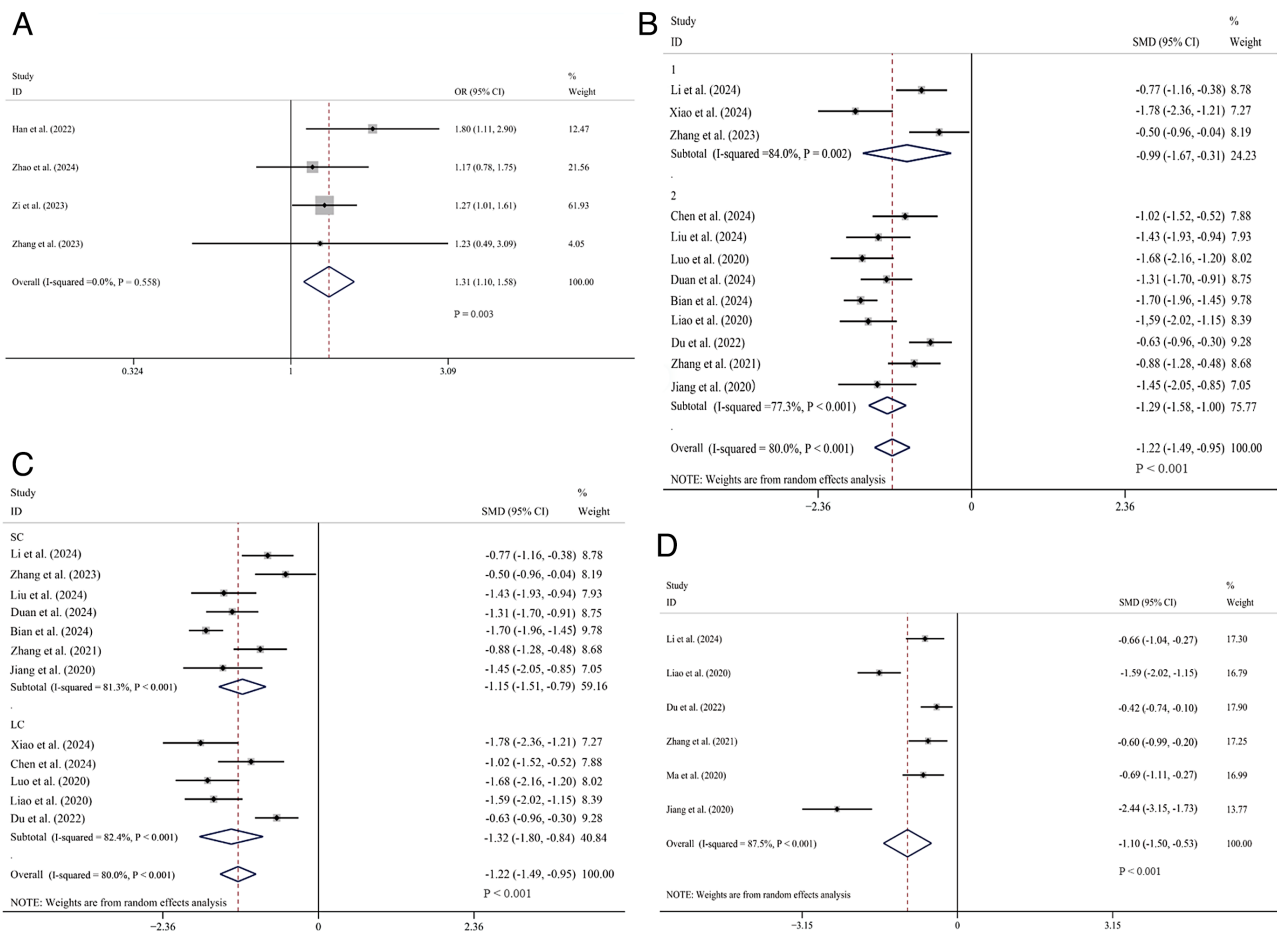 A
Study %
ID OR (95% CI) Weight
Han et al. (2022) 1.80 (1.11, 2.90) 12.47
Zhao et al. (2024) 1.17 (0.78, 1.75) 21.56
Zi et al. (2023) 1.27 (1.01, 1.61) 61.93
Zhang et al. (2023) 1.23 (0.49, 3.09) 4.05
Overall (I-squared =0.0%, P = 0.558) 1.31 (1.10, 1.58) 100.00
P = 0.003
0.324 1 3.09
B
Study %
ID SMD (95% CI) Weight
1
Li et al. (2024) -0.77 (-1.16, -0.38) 8.78
Xiao et al. (2024) -1.78 (-2.36, -1.21) 7.27
Zhang et al. (2023) -0.50 (-0.96, -0.04) 8.19
Subtotal (I-squared =84.0%, P = 0.002) -0.99 (-1.67, -0.31) 24.23
.
2
Chen et al. (2024) -1.02 (-1.52, -0.52) 7.88
Liu et al. (2024) -1.43 (-1.93, -0.94) 7.93
Luo et al. (2020) -1.68 (-2.16, -1.20) 8.02
Duan et al. (2024) -1.31 (-1.70, -0.91) 8.75
Bian et al. (2024) -1.70 (-1.96, -1.45) 9.78
Liao et al. (2020) -1,59 (-2.02, -1.15) 8.39
Du et al. (2022) -0.63 (-0.96, -0.30) 9.28
Zhang et al. (2021) -0.88 (-1.28, -0.48) 8.68
Jiang et al. (2020) -1.45 (-2.05, -0.85) 7.05
Subtotal (I-squared =77.3%, P < 0.001) -1.29 (-1.58, -1.00) 75.77
.
Overall (I-squared = 80.0%, P < 0.001) -1.22 (-1.49, -0.95) 100.00
P < 0.001
NOTE: Weights are from random effects analysis
−2.36 0 2.36
C
Study %
ID SMD (95% CI) Weight
SC
Li et al. (2024) -0.77 (-1.16, -0.38) 8.78
Zhang et al. (2023) -0.50 (-0.96, -0.04) 8.19
Liu et al. (2024) -1.43 (-1.93, -0.94) 7.93
Duan et al. (2024) -1.31 (-1.70, -0.91) 8.75
Bian et al. (2024) -1.70 (-1.96, -1.45) 9.78
Zhang et al. (2021) -0.88 (-1.28, -0.48) 8.68
Jiang et al. (2020) -1.45 (-2.05, -0.85) 7.05
Subtotal (I-squared = 81.3%, P < 0.001) -1.15 (-1.51, -0.79) 59.16
.
LC
Xiao et al. (2024) -1.78 (-2.36, -1.21) 7.27
Chen et al. (2024) -1.02 (-1.52, -0.52) 7.88
Luo et al. (2020) -1.68 (-2.16, -1.20) 8.02
Liao et al. (2020) -1.59 (-2.02, -1.15) 8.39
Du et al. (2022) -0.63 (-0.96, -0.30) 9.28
Subtotal (I-squared = 82.4%, P < 0.001) -1.32 (-1.80, -0.84) 40.84
.
Overall (I-squared = 80.0%, P < 0.001) -1.22 (-1.49, -0.95) 100.00
P < 0.001
NOTE: Weights are from random effects analysis
−2.36 0 2.36
D
Study %
ID SMD (95% CI) Weight
Li et al. (2024) -0.66 (-1.04, -0.27) 17.30
Liao et al. (2020) -1.59 (-2.02, -1.15) 16.79
Du et al. (2022) -0.42 (-0.74, -0.10) 17.90
Zhang et al. (2021) -0.60 (-0.99, -0.20) 17.25
Ma et al. (2020) -0.69 (-1.11, -0.27) 16.99
Jiang et al. (2020) -2.44 (-3.15, -1.73) 13.77
Overall (I-squared = 87.5%, P < 0.001) -1.10 (-1.50, -0.53) 100.00
P < 0.001
NOTE: Weights are from random effects analysis
−3.15 0 3.15